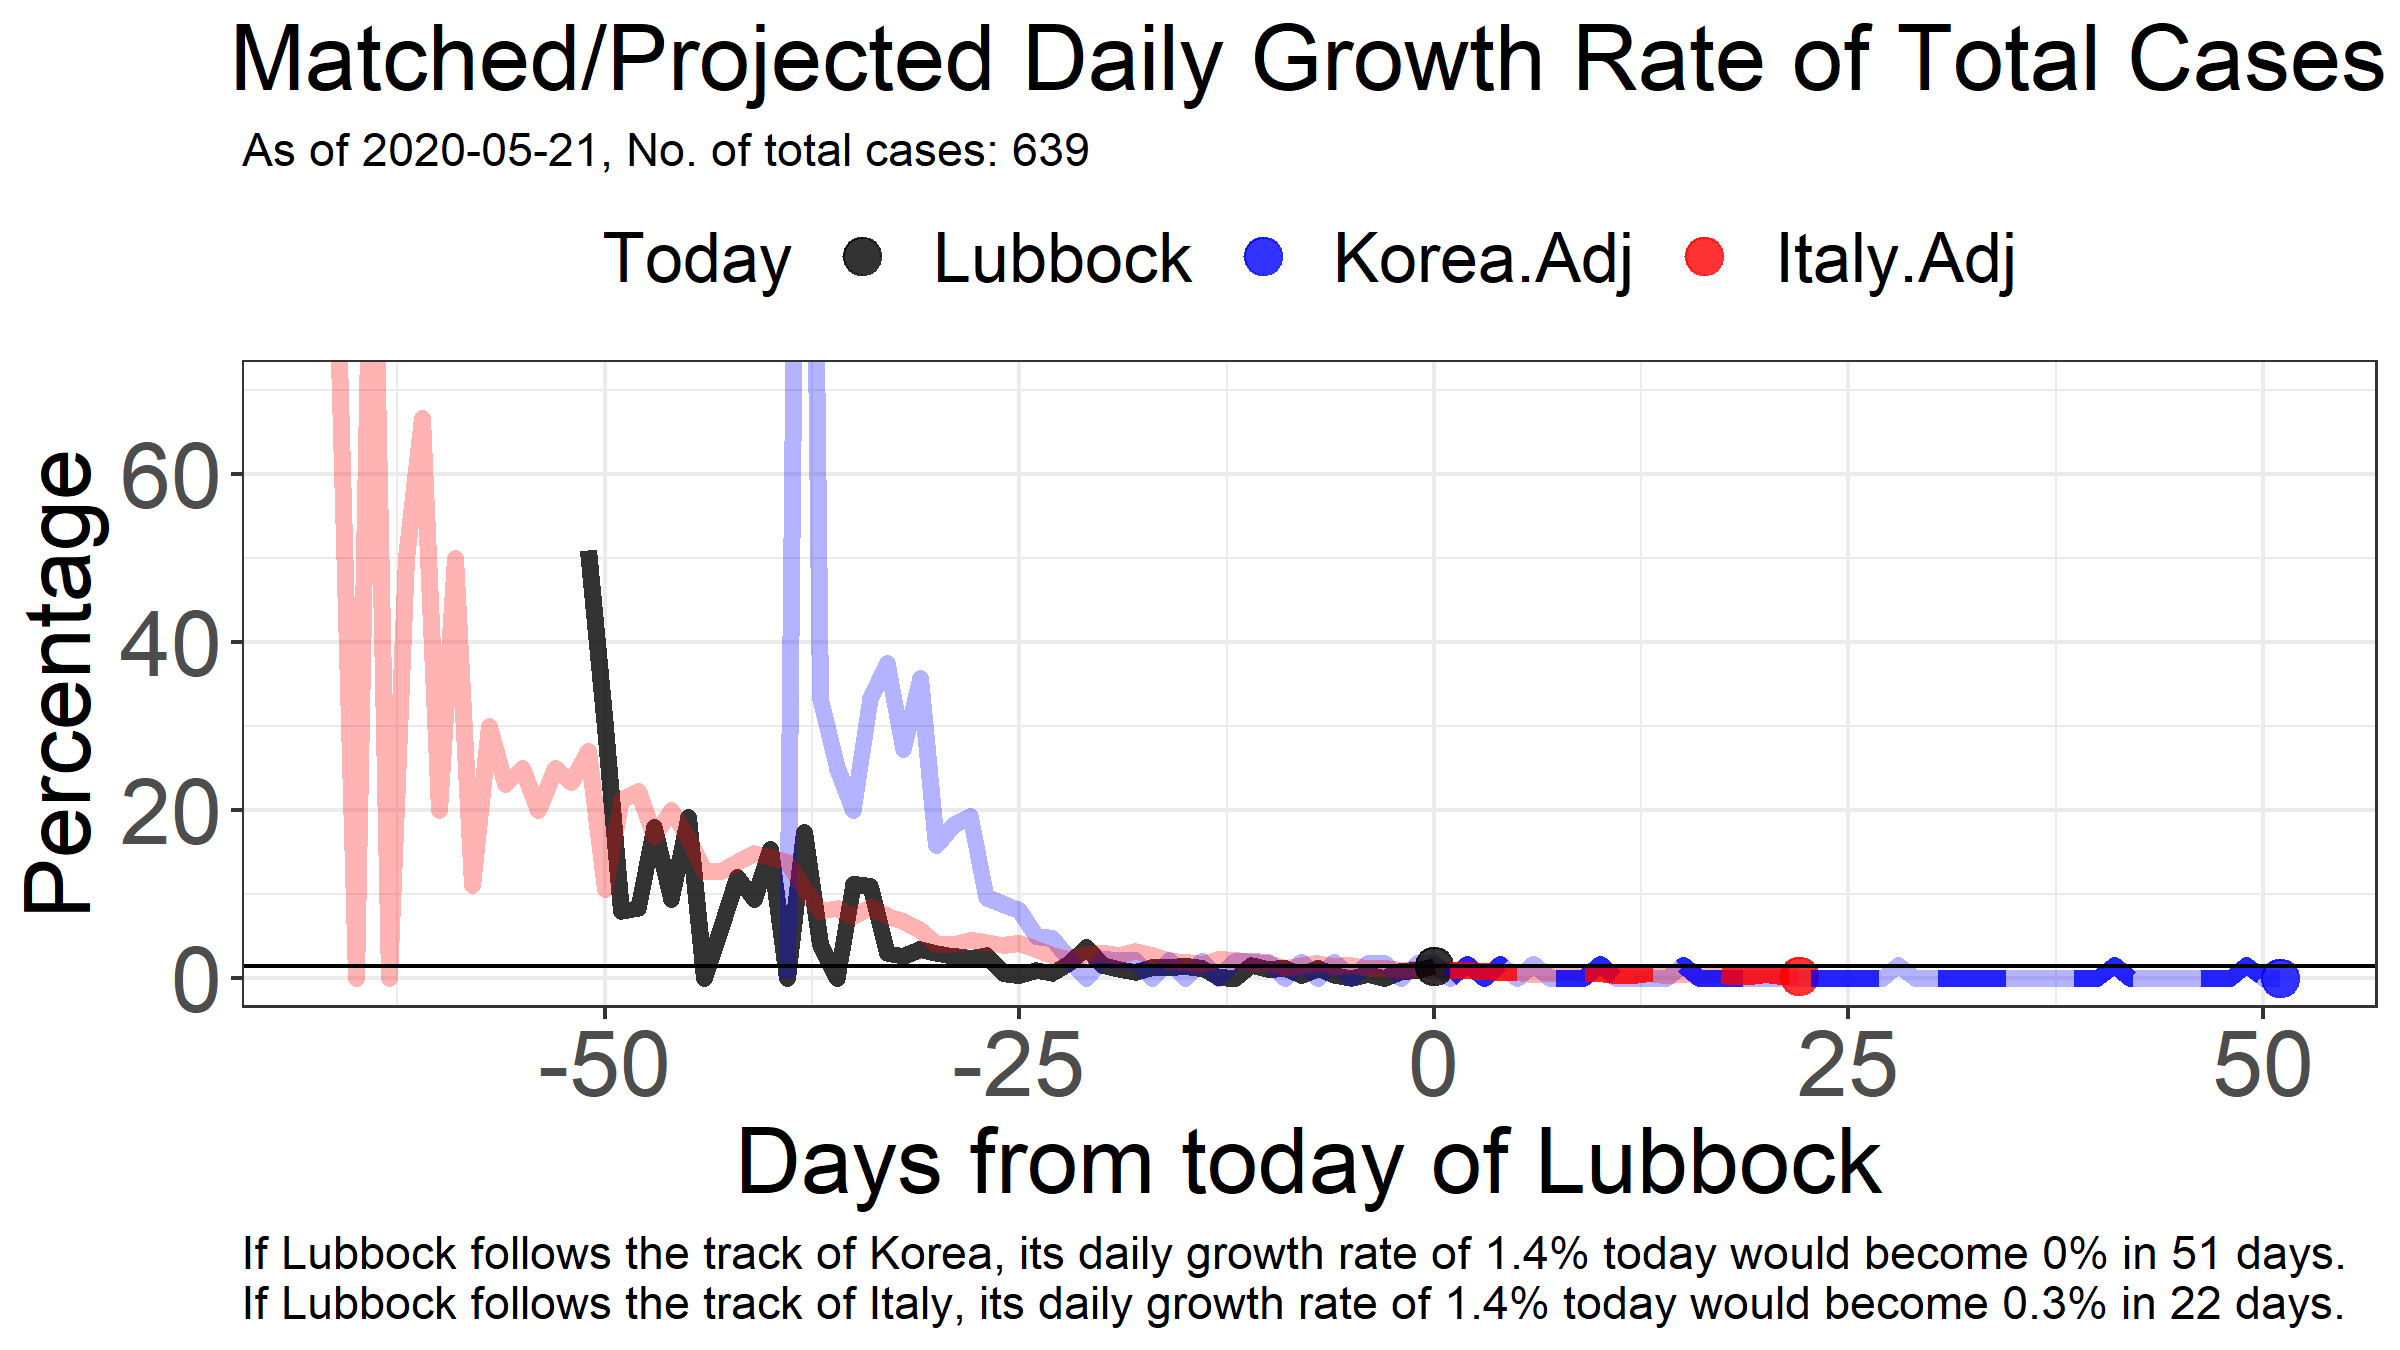 Matched/Projected Daily Growth Rate of Total Cases
As of 2020-05-21, No. of total cases: 639
Today Lubbock Korea.Adj Italy.Adj
Percentage
60
40
20
0
-50 -25 0 25 50
Days from today of Lubbock
If Lubbock follows the track of Korea, its daily growth rate of 1.4% today would become 0% in 51 days.
If Lubbock follows the track of Italy, its daily growth rate of 1.4% today would become 0.3% in 22 days.